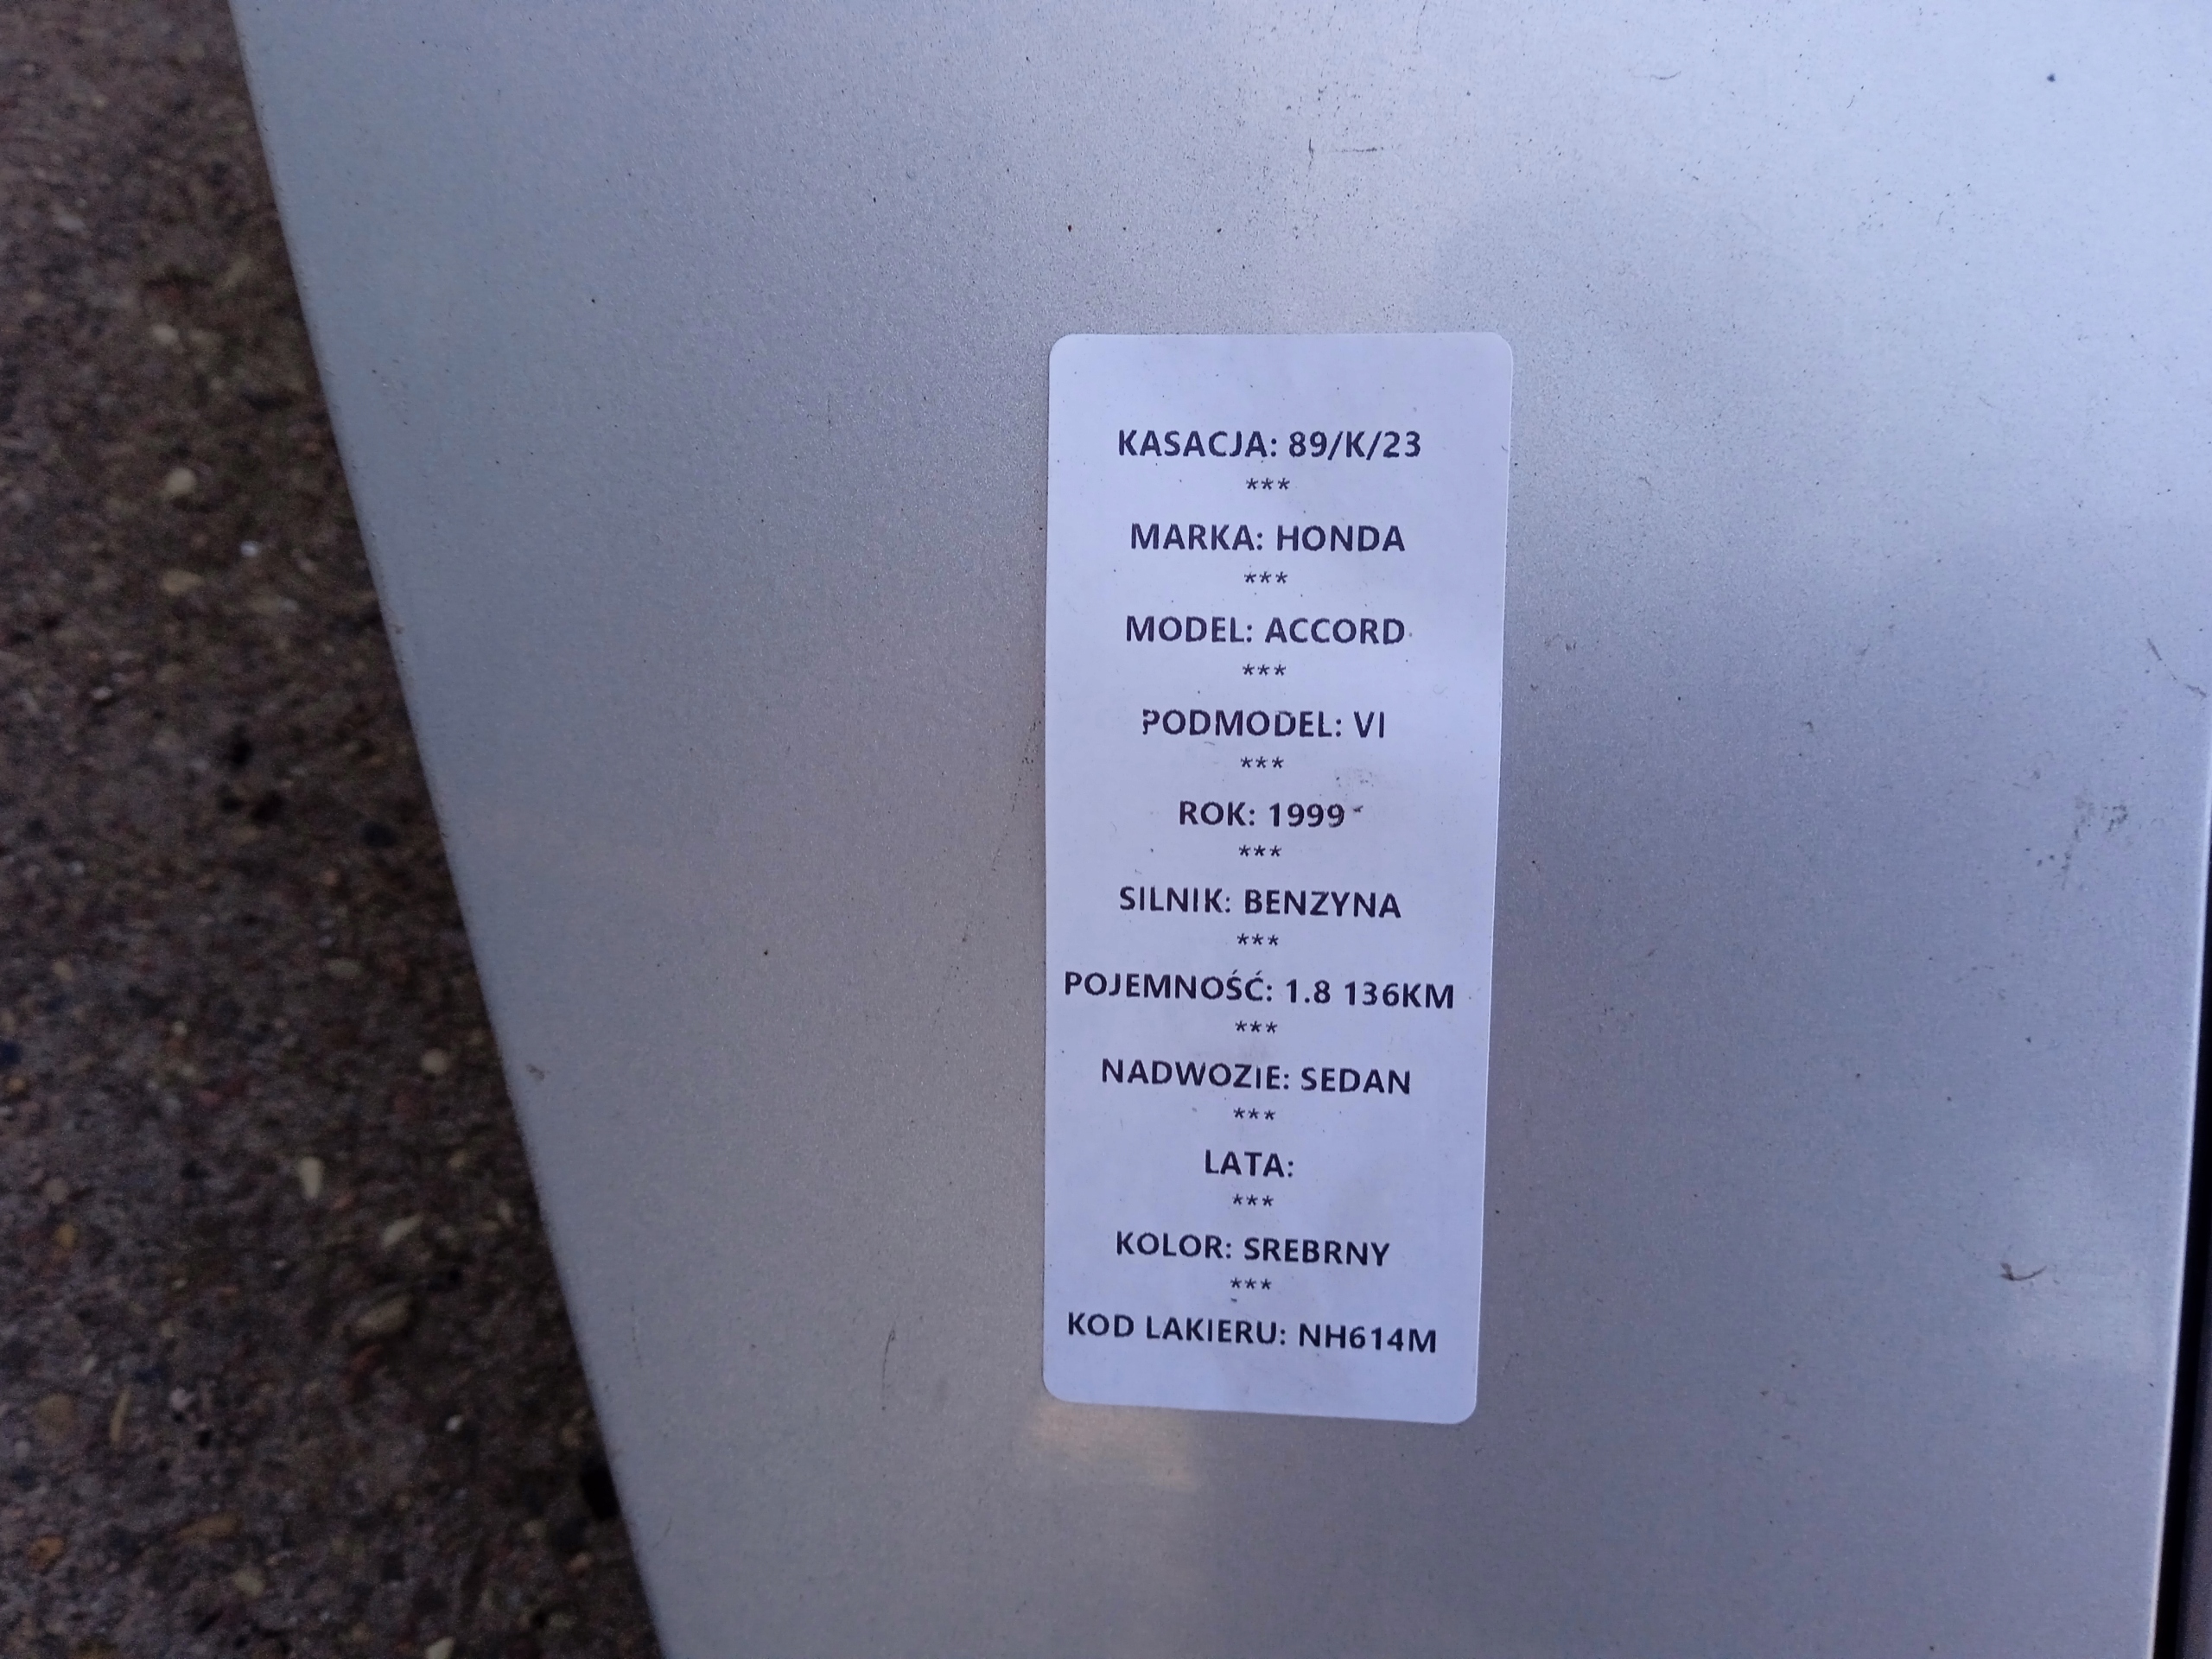 KASACJA: 89/K/23
***
MARKA: HONDA
***
MODEL: ACCORD
***
PODMODEL: VI
***
ROK: 1999
***
SILNIK: BENZYNA
***
POJEMNOŚĆ: 1.8 136KM
***
NADWOZIE: SEDAN
***
LATA:
***
KOLOR: SREBRNY
***
KOD LAKIERU: NH614M